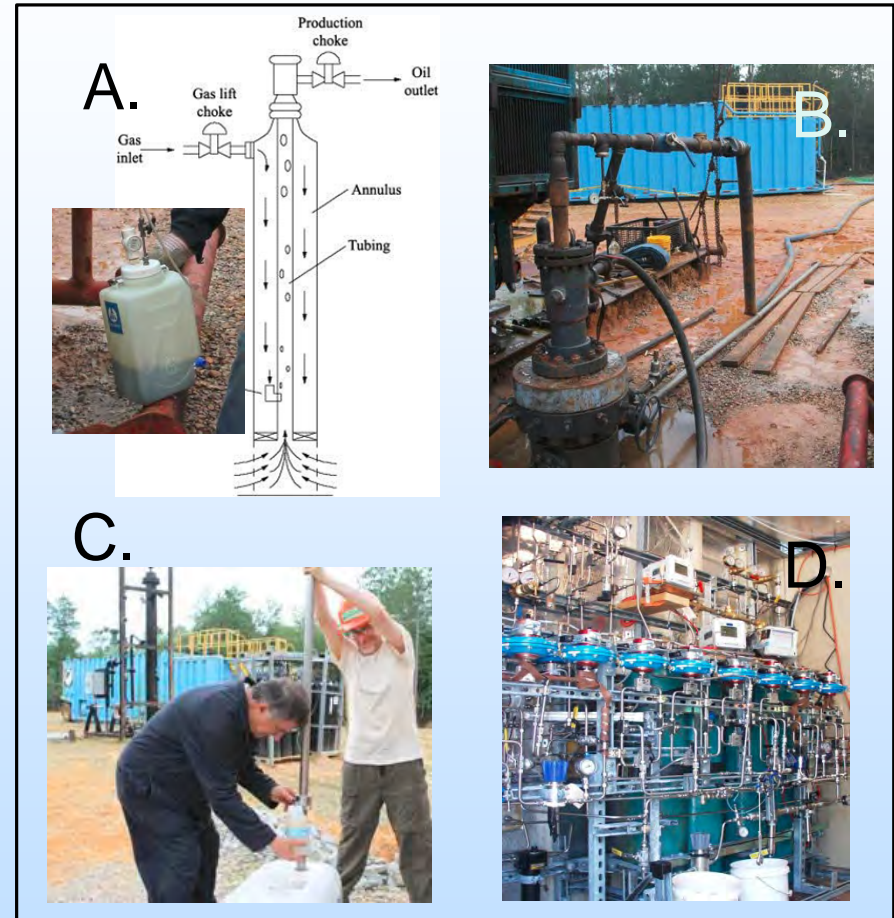 A.
Production
choke
Gas lift
choke
Oil
outlet
Gas
inlet
Annulus
Tubing
B.
C.
D.